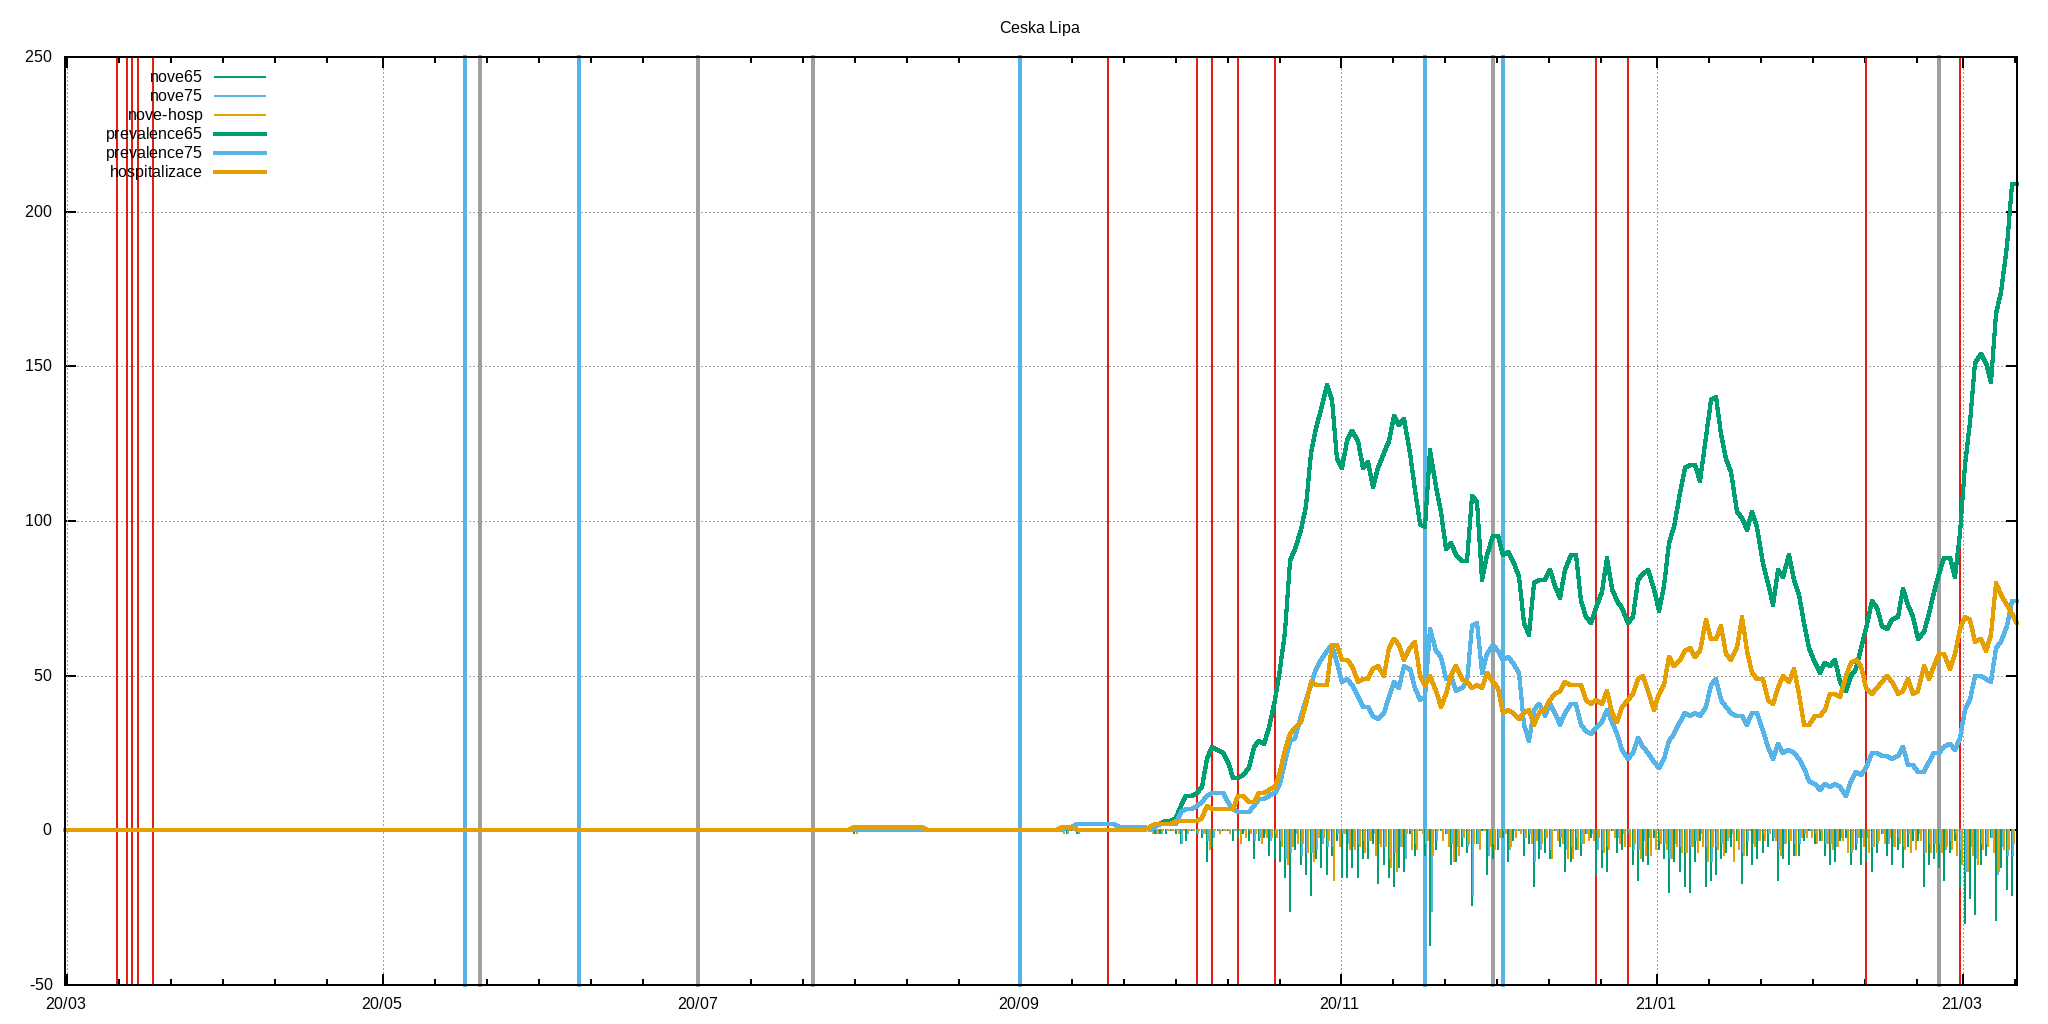 Ceska Lipa
250
nove65
nove75
nove-hosp
prevalence65
prevalence75
hospitalizace
200
150
100
50
0
-50
20/03 20/05 20/07 20/09 20/11 21/01 21/03